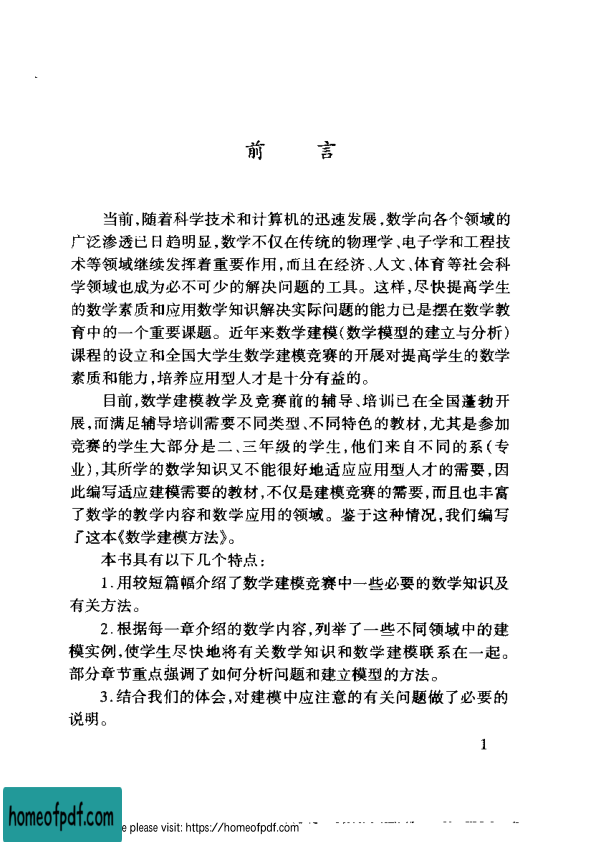 前 言
当前,随着科学技术和计算机的迅速发展,数学向各个领域的
广泛渗透已日趋明显,数学不仅在传统的物理学、电子学和工程技
术等领域继续发挥着重要作用,而且在经济、人文、体育等社会科
学领域也成为必不可少的解决问题的工具。这样,尽快提高学生
的数学素质和应用数学知识解决实际问题的能力已是摆在数学教
育中的一个重要课题。近年来数学建模(数学模型的建立与分析)
课程的设立和全国大学生数学建模竞赛的开展对提高学生的数学
素质和能力,培养应用型人才是十分有益的。
目前,数学建模教学及竞赛前的辅导、培训已在全国蓬勃开
展,而满足辅导培训需要不同类型、不同特色的教材,尤其是参加
竞赛的学生大部分是二、三年级的学生,他们来自不同的系(专
业),其所学的数学知识又不能很好地适应应用型人才的需要,因
此编写适应建模需要的教材,不仅是建模竞赛的需要,而且也丰富
了数学的教学内容和数学应用的领域。鉴于这种情况,我们编写
了这本《数学建模方法》。
本书具有以下几个特点:
1.用较短篇幅介绍了数学建模竞赛中一些必要的数学知识及
有关方法。
2.根据每一章介绍的数学内容,列举了一些不同领域中的建
模实例,使学生尽快地将有关数学知识和数学建模联系在一起。
部分章节重点强调了如何分析问题和建立模型的方法。
3.结合我们的体会,对建模中应注意的有关问题做了必要的
说明。
1
homeofpdf.com
please visit: https://homeofpdf.com